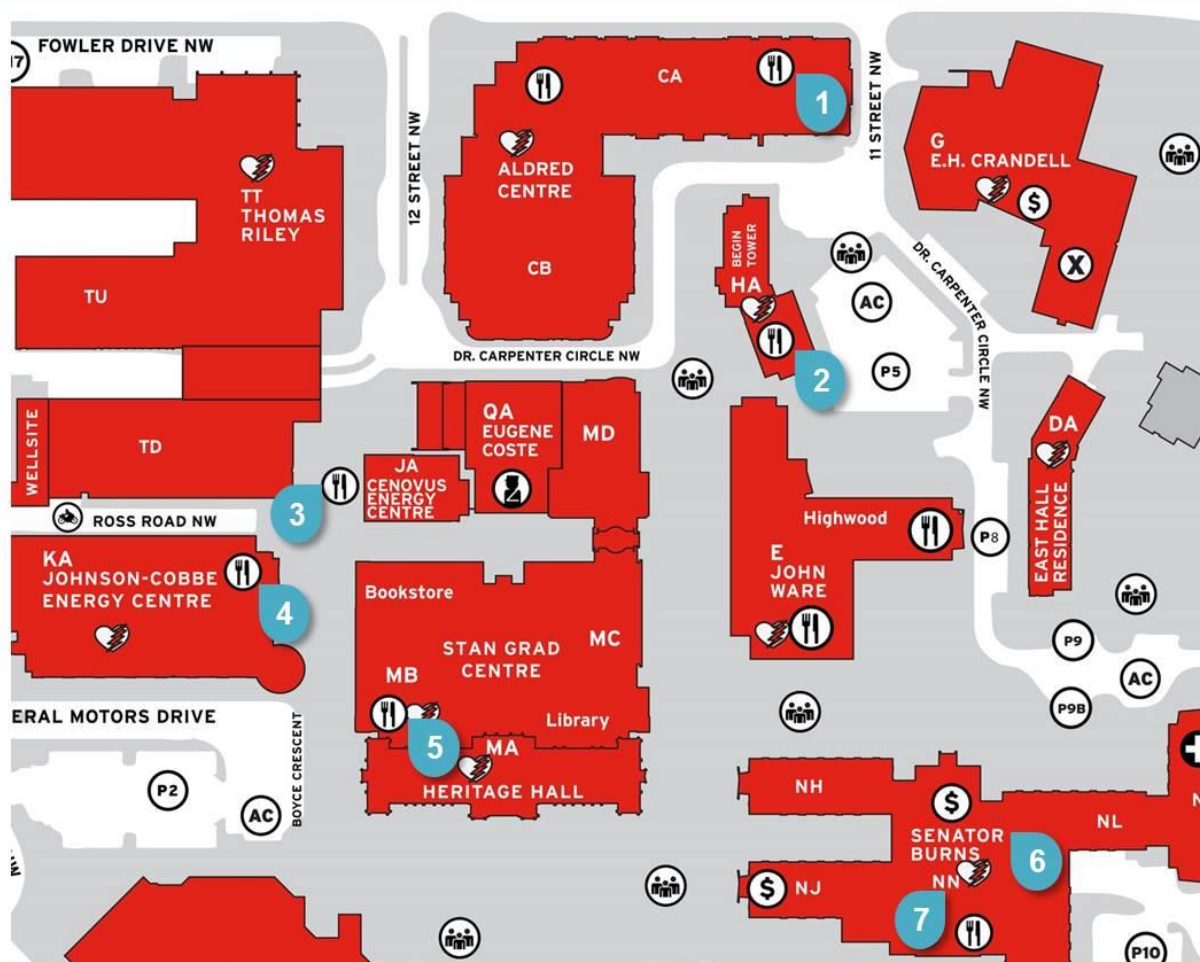 17
FOWLER DRIVE NW
12 STREET NW
CA
1
11 STREET NW
G
E.H. CRANDELL
$
X
ALDRED
CENTRE
CB
TT
THOMAS
RILEY
TU
BEGIN
TOWER
HA
AC
DR. CARPENTER CIRCLE NW
DR. CARPENTER CIRCLE NW
2
P5
WELLSITE
TD
QA
EUGENE
COSTE
MD
JA
CENOVUS
ENERGY
CENTRE
DA
EAST HALL
RESIDENCE
3
ROSS ROAD NW
Highwood
P8
KA
JOHNSON-COBBE
ENERGY CENTRE
4
E
JOHN
WARE
Bookstore
STAN GRAD
CENTRE
MC
MB
Library
P9
AC
P9B
ERAL MOTORS DRIVE
BOYCE CRESCENT
5
MA
HERITAGE HALL
P2
AC
NH
$
SENATOR
BURNS
NN
NL
6
$
NJ
7
P10